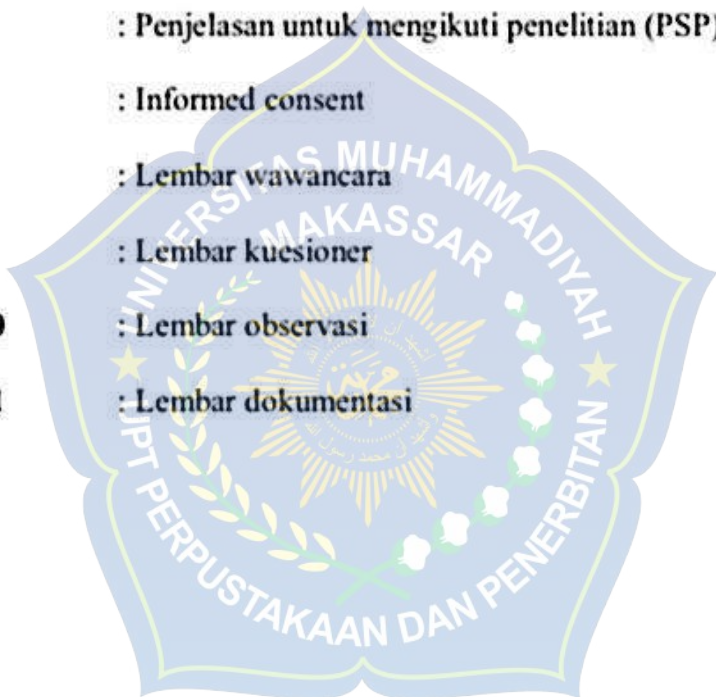 : Penjelasan untuk mengikuti penelitian (PSP)
: Informed consent
: Lembar wawancara
: Lembar kuesioner
: Lembar observasi
: Lembar dokumentasi
UNIVERSITAS MUHAMMADIYAH
MAKASSAR
UPT PERPUSTAKAAN DAN PENERBITAN